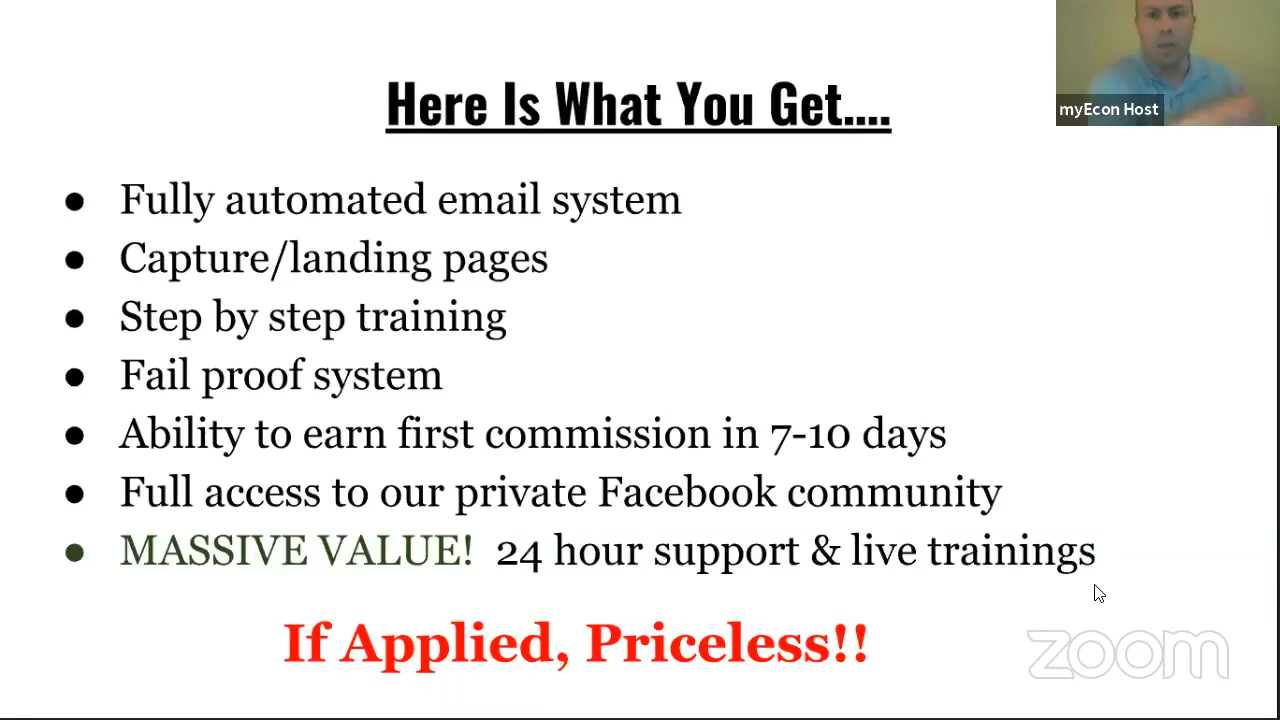 Here Is What You Get....
myEcon Host
● Fully automated email system
● Capture/landing pages
● Step by step training
● Fail proof system
● Ability to earn first commission in 7-10 days
● Full access to our private Facebook community
● MASSIVE VALUE! 24 hour support & live trainings
If Applied, Priceless!!
zoom